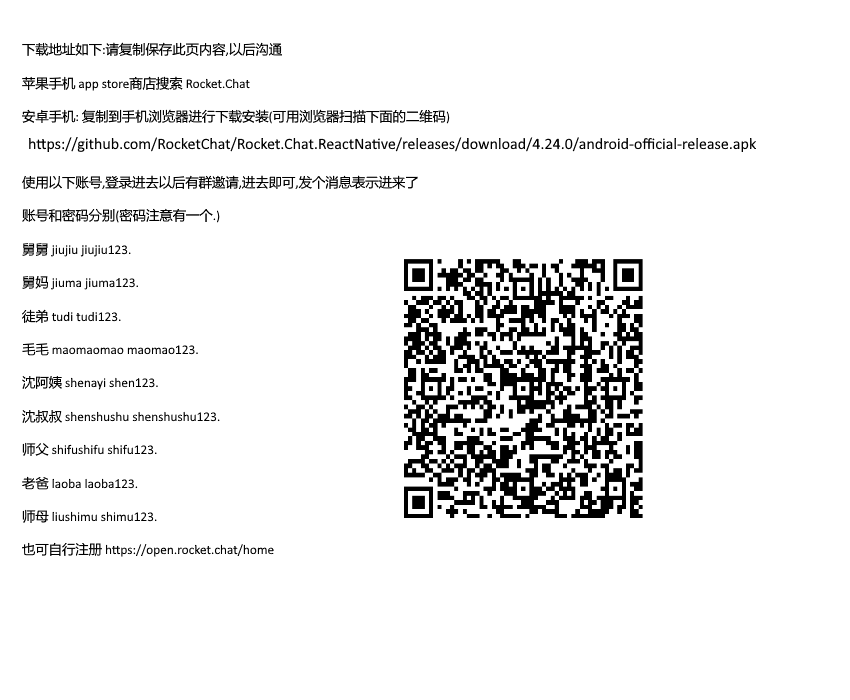 下载地址如下:请复制保存此页内容,以后沟通
苹果手机 app store商店搜索 Rocket.Chat
安卓手机: 复制到手机浏览器进行下载安装(可用浏览器扫描下面的二维码)
https://github.com/RocketChat/Rocket.Chat.ReactNative/releases/download/4.24.0/android-official-release.apk
使用以下账号,登录进去以后有群邀请,进去即可,发个消息表示进来了
账号和密码分别(密码注意有一个.)
舅舅 jiujiu jiujiu123.
舅妈 jiuma jiuma123.
徒弟 tudi tudi123.
毛毛 maomaomao maomao123.
沈阿姨 shenayi shen123.
沈叔叔 shenshushu shenshushu123.
师父 shifushifu shifu123.
老爸 laoba laoba123.
师母 liushimu shimu123.
也可自行注册 https://open.rocket.chat/home